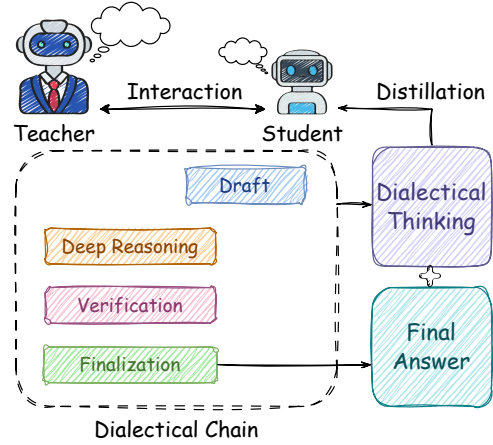 Interaction
Distillation
Teacher
Student
Draft
Dialectical
Thinking
Deep Reasoning
Verification
Finalization
Final
Answer
Dialectical Chain